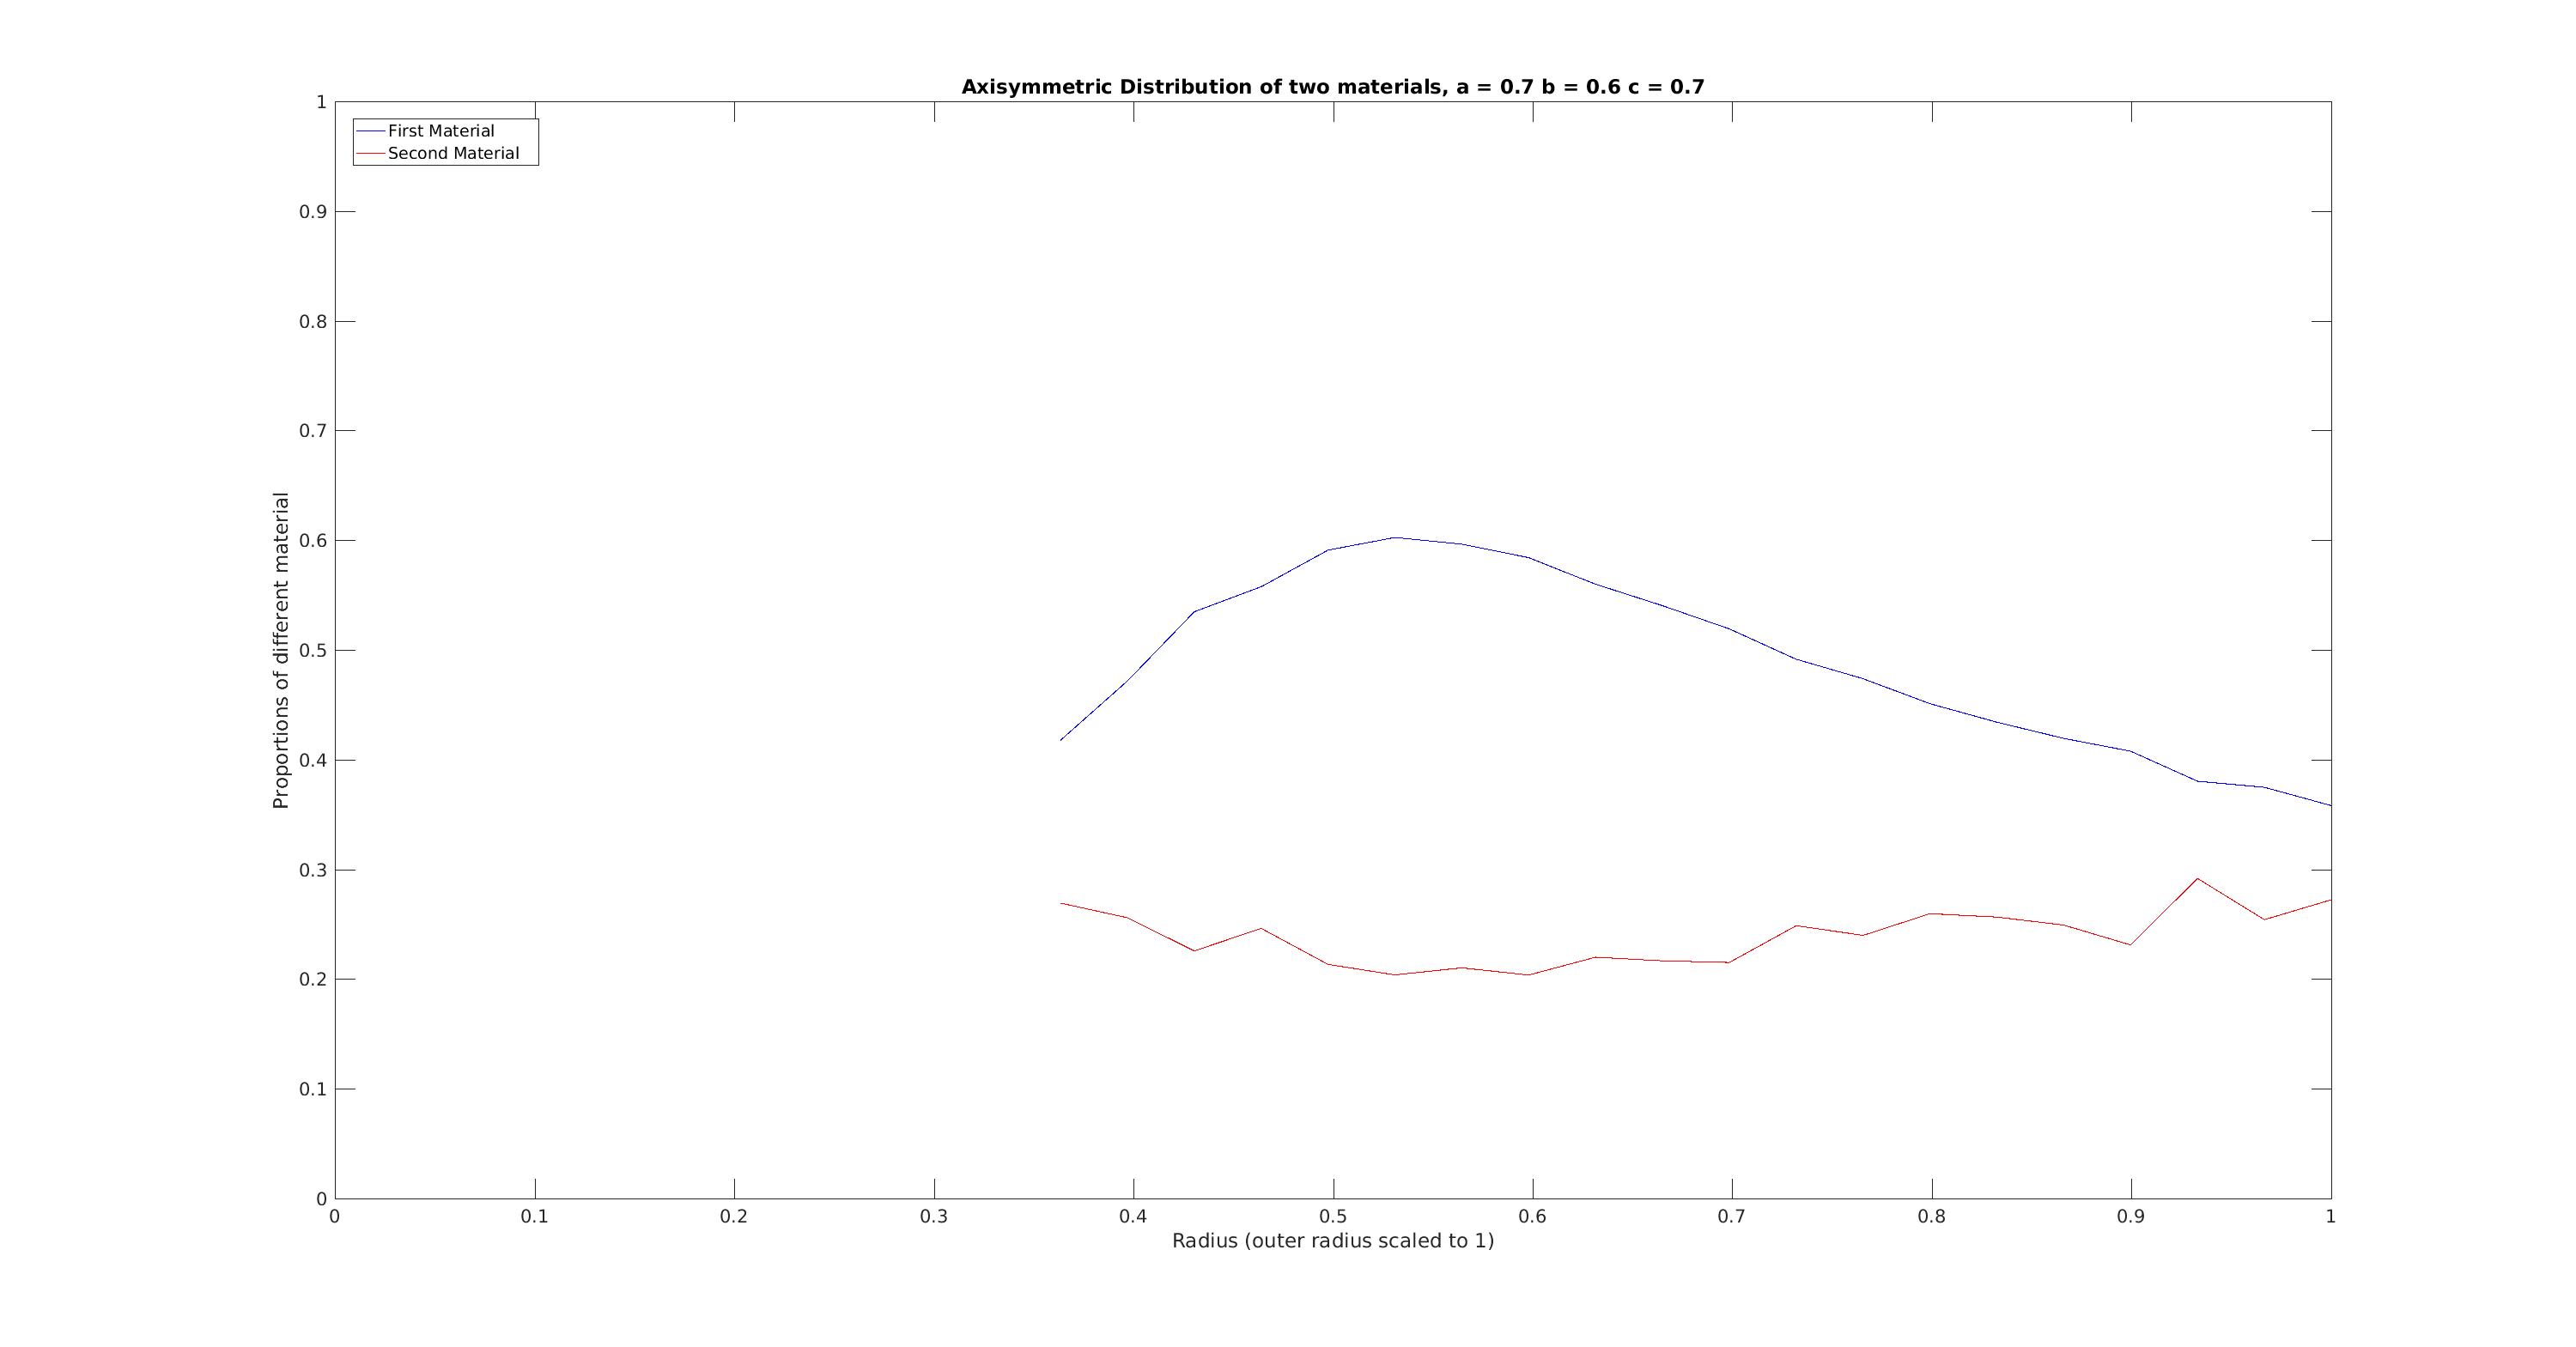 Axisymmetric Distribution of two materials, a = 0.7 b = 0.6 c = 0.7
First Material
Second Material
Proportions of different material
1
0.9
0.8
0.7
0.6
0.5
0.4
0.3
0.2
0.1
0
0 0.1 0.2 0.3 0.4 0.5 0.6 0.7 0.8 0.9 1
Radius (outer radius scaled to 1)